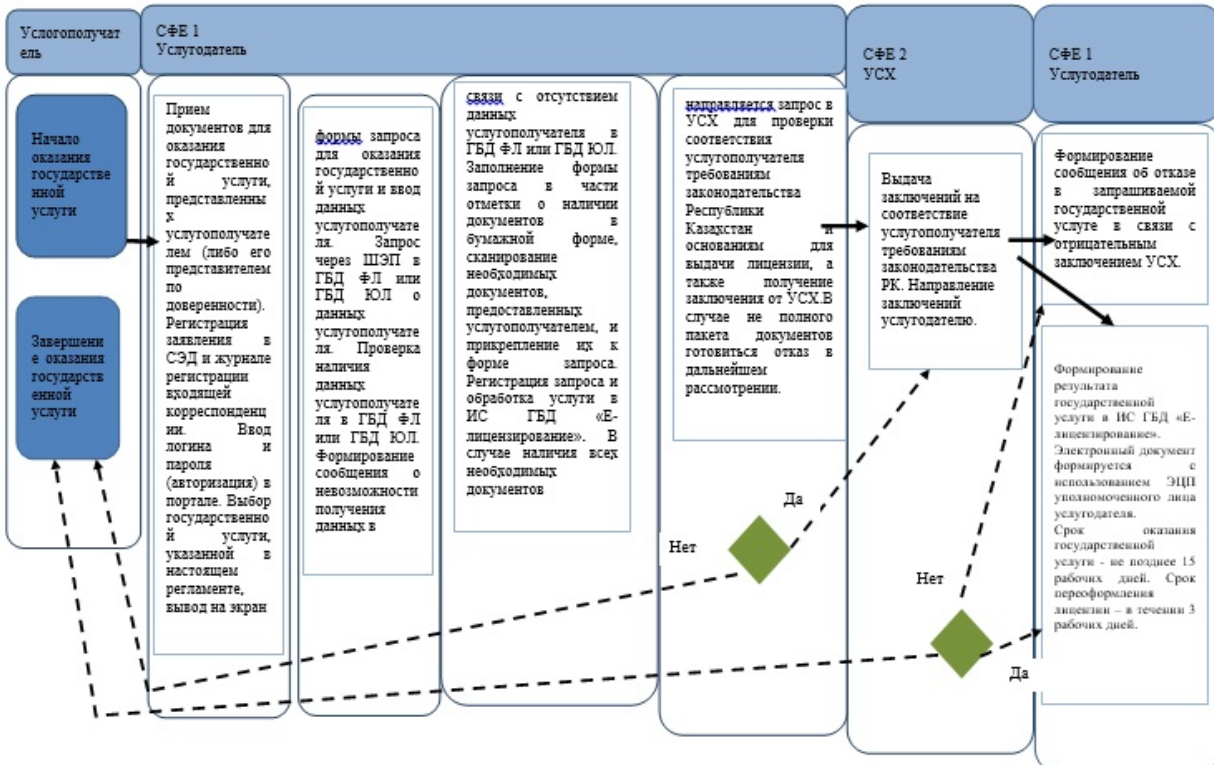 Услогополучат
ель
СФЕ 1
Услугодатель
СФЕ 2
УСХ
СФЕ 1
Услугодатель
Начало
оказания
государстве
нной
услуги
Завершени
е оказания
государств
енной
услуги
Прием
документов для
оказания
государственно
й услуги,
представленны
х
услугополучате
лем (либо его
представителем
по
доверенности).
Регистрация
заявления в
СЭД и журнале
регистрации
входящей
корреспонденц
ии. Ввод
логина и
пароля
(авторизация) в
портале. Выбор
государственно
й услуги,
указанной в
настоящем
регламенте,
вывод на экран
формы запроса
для оказания
государственно
й услуги и ввод
данных
услугополучате
ля. Запрос
через ШЭП в
ГБД ФЛ или
ГБД ЮЛ о
данных
услугополучате
ля. Проверка
наличия
данных
услугополучате
ля в ГБД ФЛ
или ГБД ЮЛ.
Формирование
сообщения о
невозможности
получения
данных в
связи с отсутствием
данных
услугополучателя в
ГБД ФЛ или ГБД ЮЛ.
Заполнение формы
запроса в части
отметки о наличии
документов в
бумажной форме,
сканирование
необходимых
документов,
предоставленных
услугополучателем, и
прикрепление их к
форме запроса.
Регистрация запроса и
обработка услуги в
ИС ГБД «Е-
лицензирование». В
случае наличия всех
необходимых
документов
направляется запрос в
УСХ для проверки
соответствия
услугополучателя
требованиям
законодательства
Республики
Казахстан и
основаниям для
выдачи лицензии, а
также получение
заключения от УСХ.В
случае не полного
пакета документов
готовиться отказ в
дальнейшем
рассмотрении.
Выдача
заключений на
соответствие
услугополучателя
требованиям
законодательства
РК. Направление
заключений
услугодателю.
Формирование
сообщения об отказе
в запрашиваемой
государственной
услуге в связи с
отрицательным
заключением УСХ.
Формирование
результата
государственной
услуги в ИС ГБД «Е-
лицензирование».
Электронный документ
формируется с
использованием ЭЦП
уполномоченного лица
услугодателя.
Срок оказания
государственной
услуги - не позднее 15
рабочих дней. Срок
переоформления
лицензии – в течении 3
рабочих дней.
Да
Нет
Нет
Да